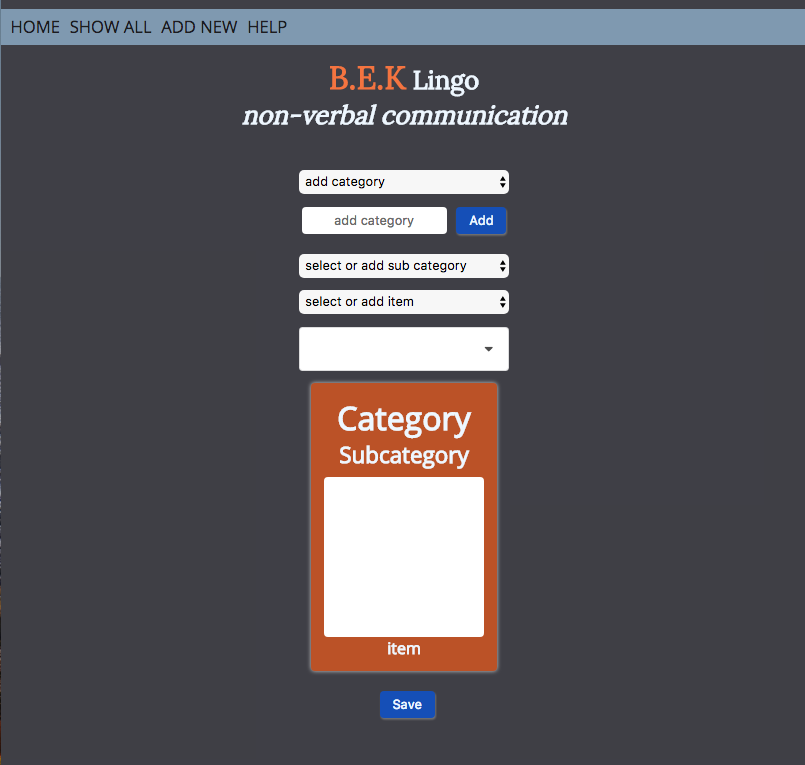 HOME SHOW ALL ADD NEW HELP
B.E.K Lingo
non-verbal communication
add category
add category Add
select or add sub category
select or add item
Category
Subcategory
item
Save